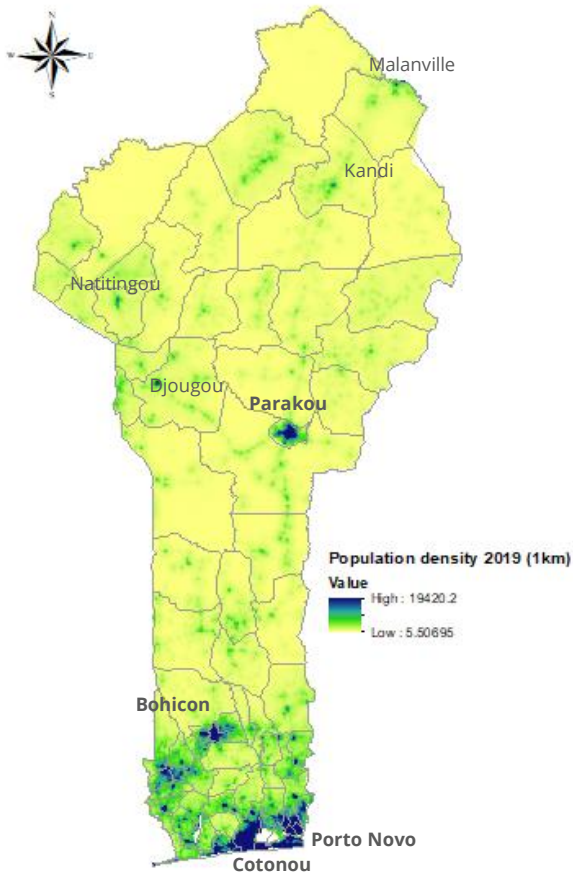 N
W E
S
Malanville
Kandi
Natitingou
Djougou
Parakou
Population density 2019 (1km)
Value
High : 19420.2
Low : 5.50695
Bohicon
Porto Novo
Cotonou